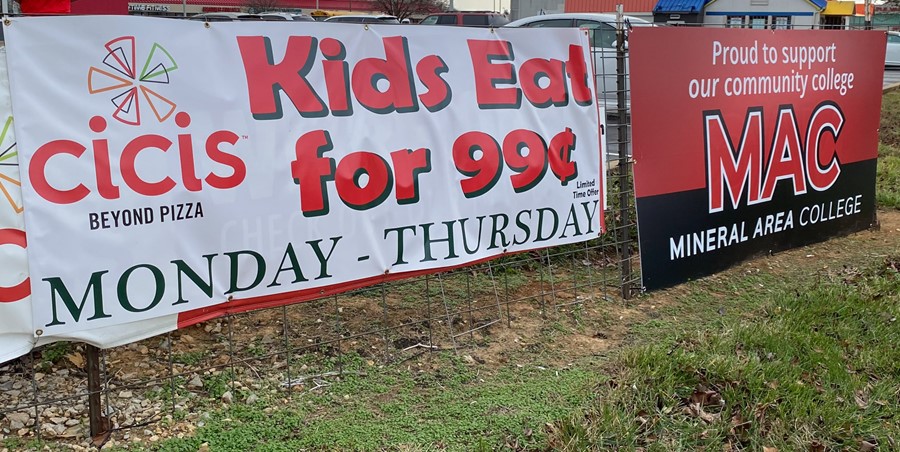 cicis™
BEYOND PIZZA
Kids Eat
for 99¢
Limited
Time Offer
MONDAY - THURSDAY
Proud to support
our community college
MAC
MINERAL AREA COLLEGE